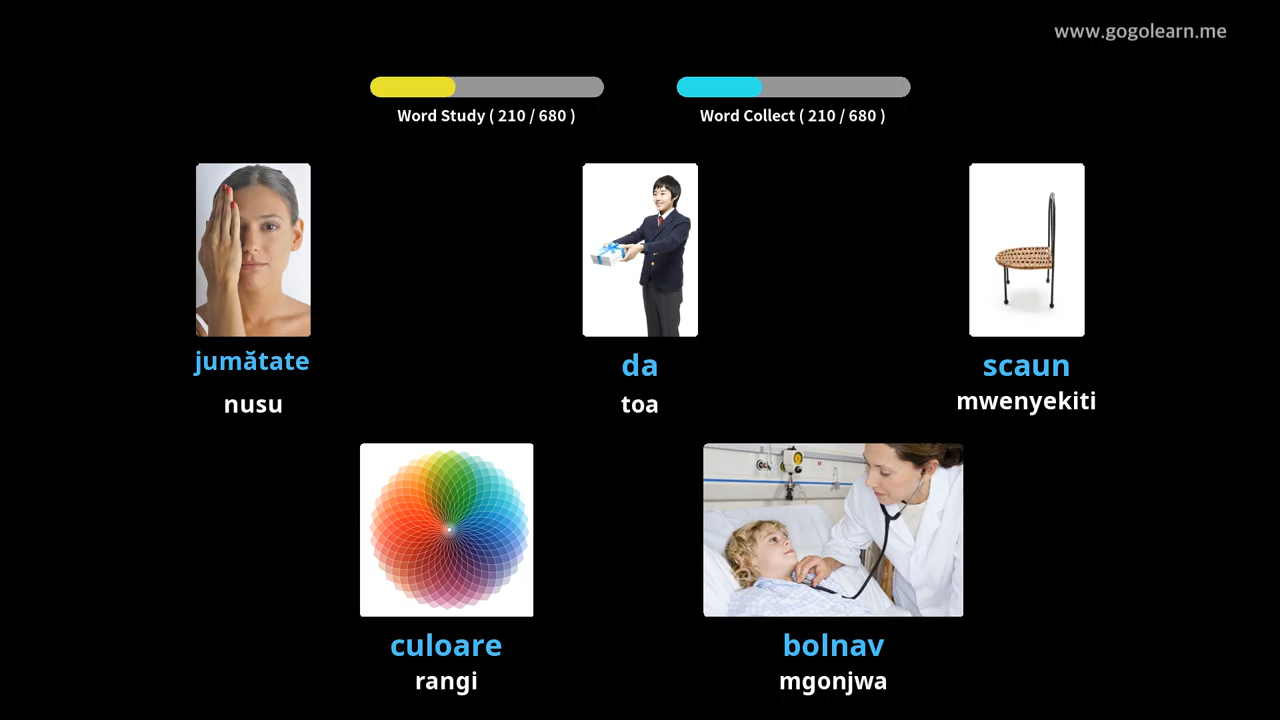 www.gogolearn.me
Word Study ( 210 / 680 )
Word Collect ( 210 / 680 )
jumătate
da
scaun
nusu
toa
mwenyekiti
culoare
bolnav
rangi
mgonjwa